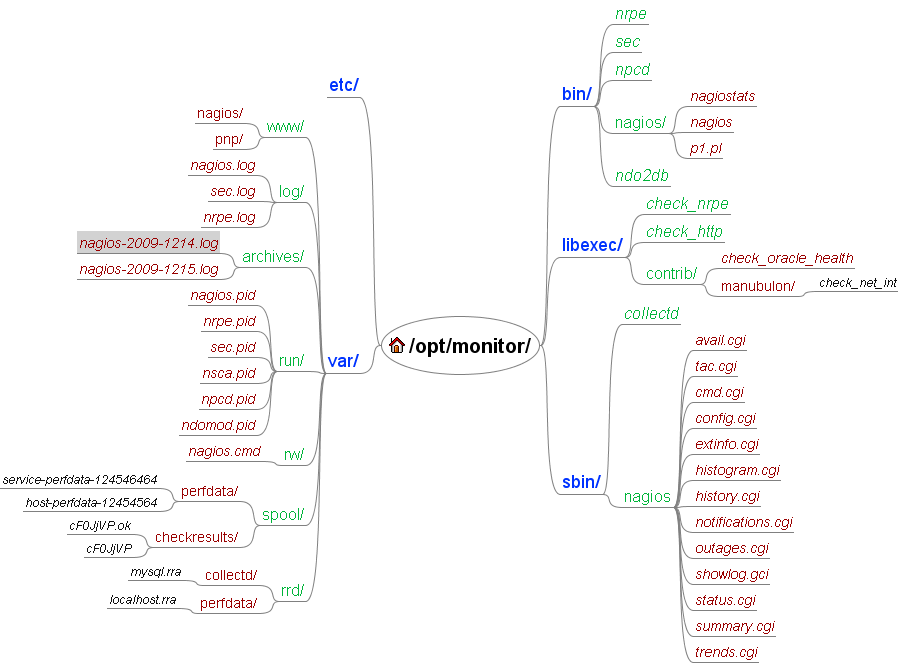 /opt/monitor/
etc/
var/
www/
nagios/
pnp/
log/
nagios.log
sec.log
nrpe.log
archives/
nagios-2009-1214.log
nagios-2009-1215.log
run/
nagios.pid
nrpe.pid
sec.pid
nsca.pid
npcd.pid
ndomod.pid
rw/
nagios.cmd
spool/
perfdata/
service-perfdata-124546464
host-perfdata-12454564
checkresults/
cF0JjVP.ok
cF0JjVP
rrd/
collectd/
mysql.rra
perfdata/
localhost.rra
bin/
nrpe
sec
npcd
nagios/
nagiostats
nagios
p1.pl
ndo2db
libexec/
check_nrpe
check_http
contrib/
check_oracle_health
manubulon/
check_net_int
sbin/
collectd
nagios
avail.cgi
tac.cgi
cmd.cgi
config.cgi
extinfo.cgi
histogram.cgi
history.cgi
notifications.cgi
outages.cgi
showlog.gci
status.cgi
summary.cgi
trends.cgi